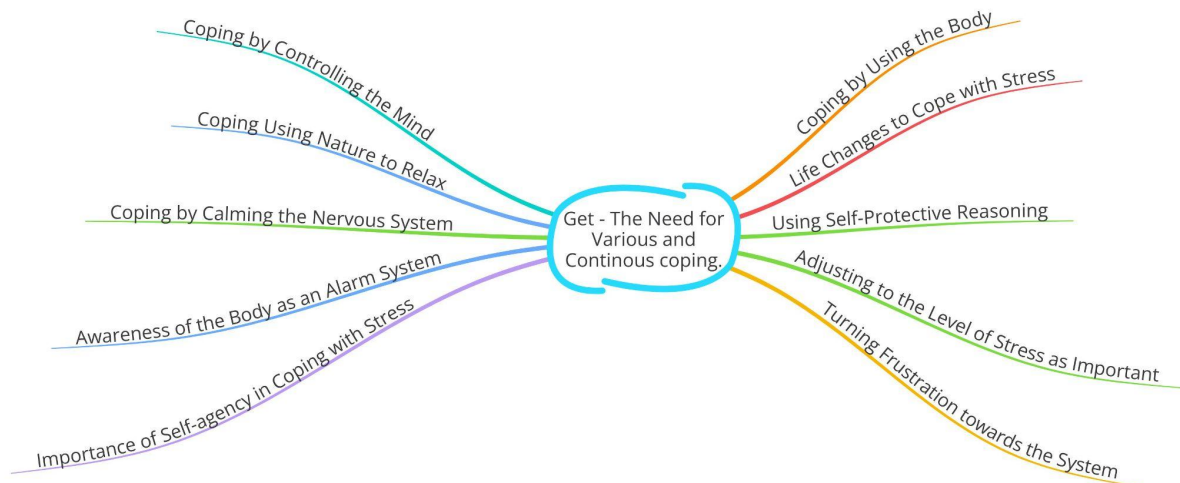 Coping by Controlling the Mind
Coping Using Nature to Relax
Coping by Calming the Nervous System
Awareness of the Body as an Alarm System
Importance of Self-agency in Coping with Stress
Get - The Need for
Various and
Continous coping.
Coping by Using the Body
Life Changes to Cope with Stress
Using Self-Protective Reasoning
Adjusting to the Level of Stress as Important
Turning Frustration towards the System